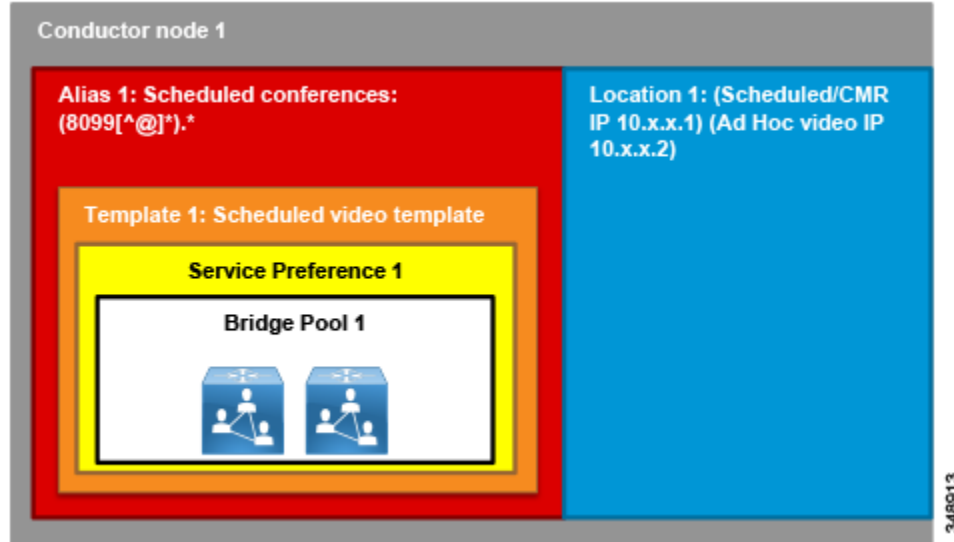 Conductor node 1
Alias 1: Scheduled conferences:
(8099[^@]*).*
Location 1: (Scheduled/CMR
IP 10.x.x.1) (Ad Hoc video IP
10.x.x.2)
Template 1: Scheduled video template
Service Preference 1
Bridge Pool 1
348913